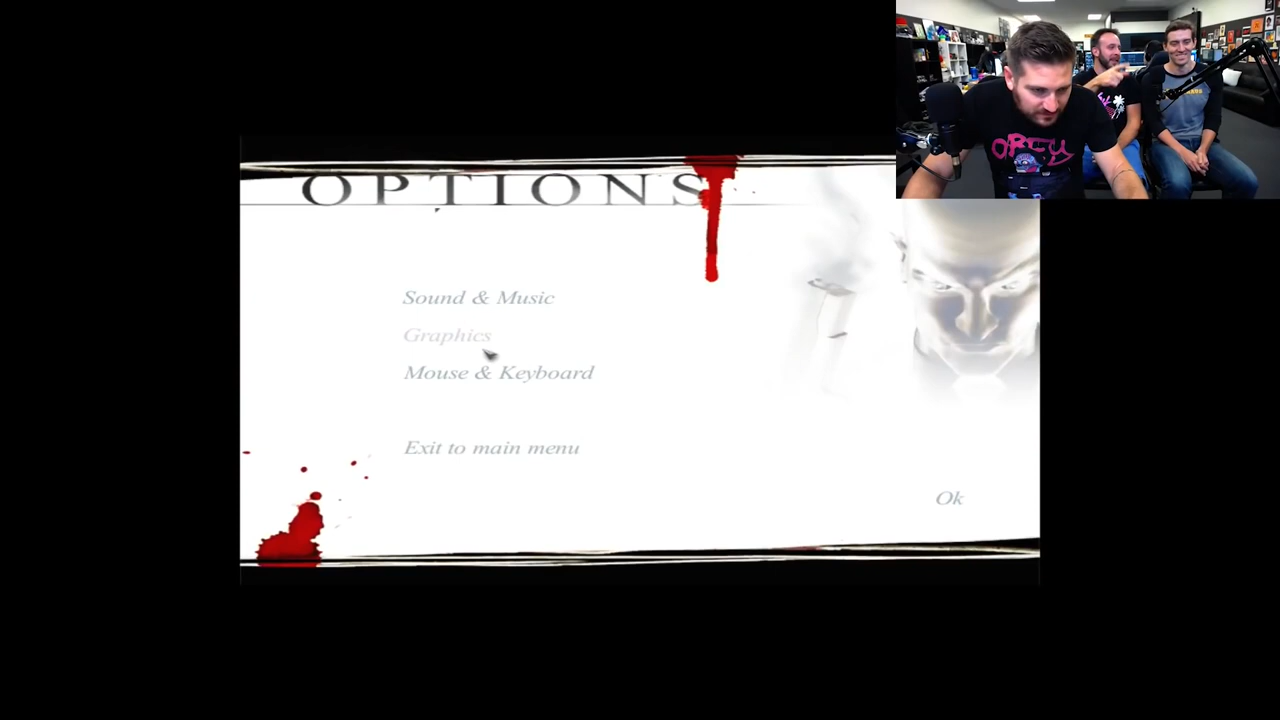 OPTIONS
OBEY
Sound & Music
Graphics
Mouse & Keyboard
Exit to main menu
Ok